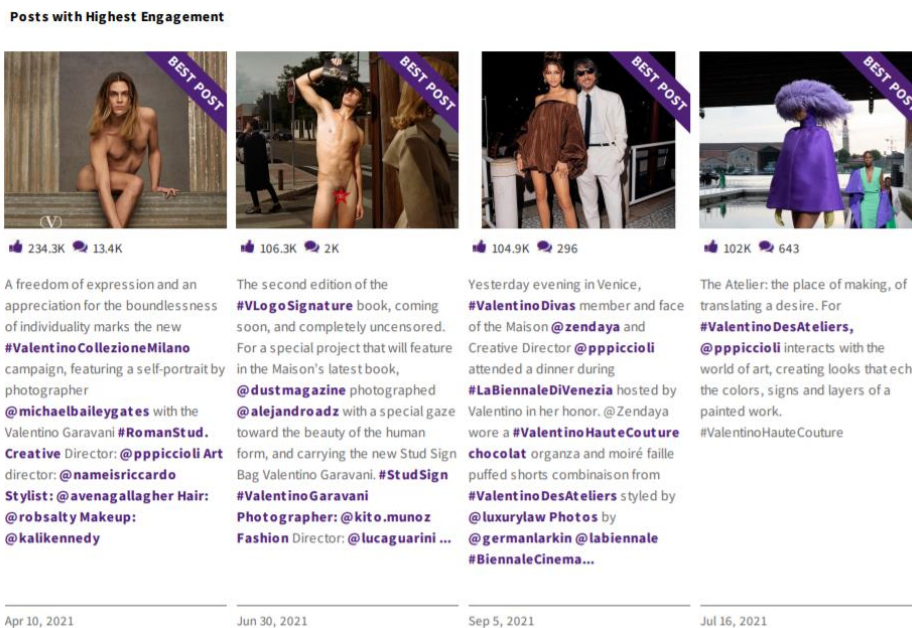 Posts with Highest Engagement
BEST POST
234.3K 13.4K
A freedom of expression and an
appreciation for the boundlessness
of individuality marks the new
#ValentinoCollezioneMilano
campaign, featuring a self-portrait by
photographer
@michaelbaileygates with the
Valentino Garavani #RomanStud.
Creative Director: @pppiccioli Art
director: @nameisriccardo
Stylist: @avenagallagher Hair:
@robsalty Makeup:
@kalikennedy
Apr 10, 2021
BEST POST
106.3K 2K
The second edition of the
#VLogoSignature book, coming
soon, and completely uncensored.
For a special project that will feature
in the Maison's latest book,
@dustmagazine photographed
@alejandroadz with a special gaze
toward the beauty of the human
form, and carrying the new Stud Sign
Bag Valentino Garavani. #StudSign
#ValentinoGaravani
Photographer: @kito.munoz
Fashion Director: @lucaguarini ...
Jun 30, 2021
BEST POST
104.9K 296
Yesterday evening in Venice,
#ValentinoDivas member and face
of the Maison @zendaya and
Creative Director @pppiccioli
attended a dinner during
#LaBiennaleDiVenezia hosted by
Valentino in her honor. @Zendaya
wore a #ValentinoHauteCouture
chocolat organza and moiré faille
puffed shorts combinaison from
#ValentinoDesAteliers styled by
@luxurylaw Photos by
@germanlarkin @labiennale
#BiennaleCinema...
Sep 5, 2021
BEST POST
102K 643
The Atelier: the place of making, of
translating a desire. For
#ValentinoDesAteliers,
@pppiccioli interacts with the
world of art, creating looks that ech
the colors, signs and layers of a
painted work.
#ValentinoHauteCouture
Jul 16, 2021